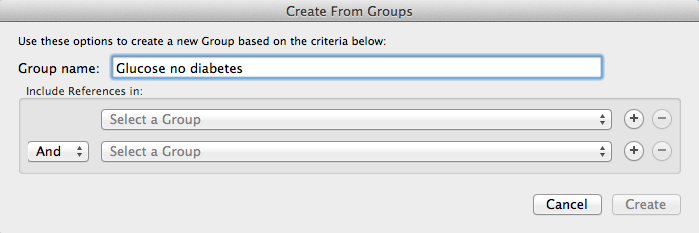 Create From Groups
Use these options to create a new Group based on the criteria below:
Group name: Glucose no diabetes
Include References in:
Select a Group
And Select a Group
Cancel Create